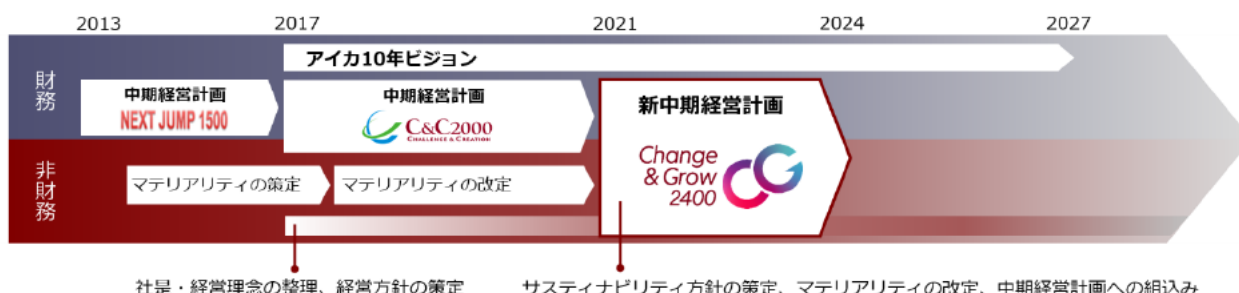 2013
2017
2021
2024
2027
アイカ10年ビジョン
財務
中期経営計画
NEXT JUMP 1500
中期経営計画
C&C2000
CHALLENGE & CREATION
新中期経営計画
Change
& Grow
2400
CG
非財務
マテリアリティの策定
マテリアリティの改定
社是・経営理念の整理、経営方針の策定
サスティナビリティ方針の策定、マテリアリティの改定、中期経営計画への組込み